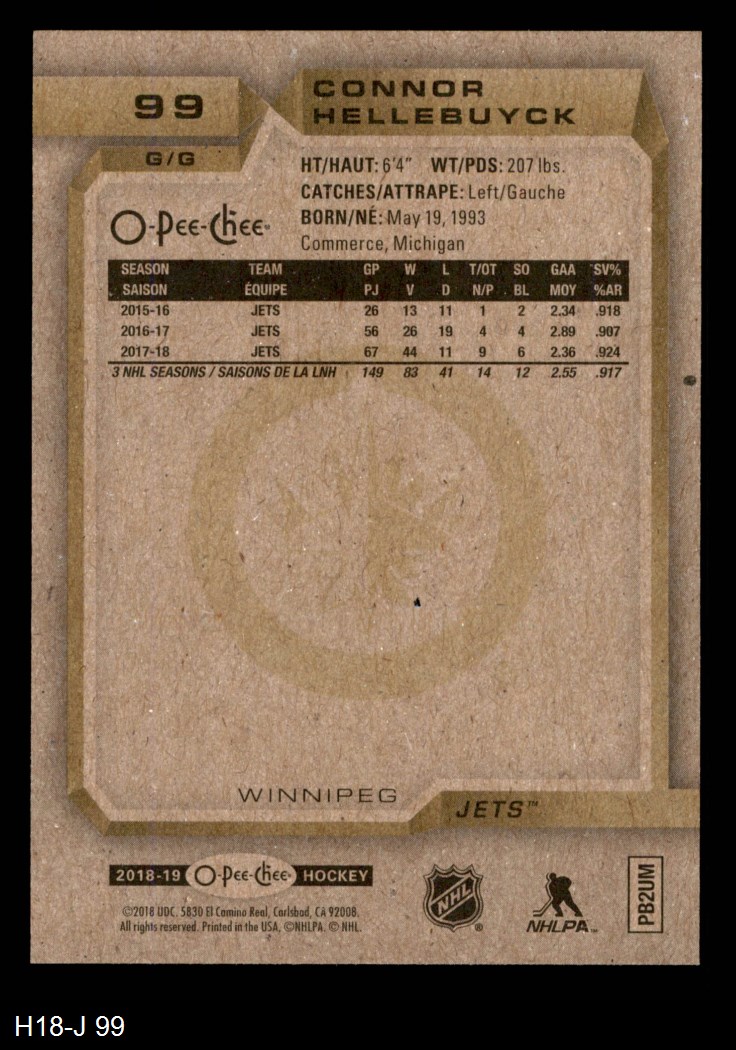 99
CONNOR
HELLEBUYCK
G/G
HT/HAUT: 6'4" WT/PDS: 207 lbs.
CATCHES/ATTRAPE: Left/Gauche
BORN/NÉ: May 19, 1993
Commerce, Michigan
O-Pee-Chee
SEASON TEAM GP W L T/OT SO GAA SV%
SAISON ÉQUIPE PJ V D N/P BL MOY %AR
2015-16 JETS 26 13 11 1 2 2.34 .918
2016-17 JETS 56 26 19 4 4 2.89 .907
2017-18 JETS 67 44 11 9 6 2.36 .924
3 NHL SEASONS / SAISONS DE LA LNH 149 83 41 14 12 2.55 .917
WINNIPEG
JETS™
2018-19 O-Pee-Chee HOCKEY
©2018 UDC. 5830 El Camino Real, Carlsbad, CA 92008.
All rights reserved. Printed in the USA. ©NHLPA. © NHL.
NHL ®
NHLPA™
PB2UM
H18-J 99